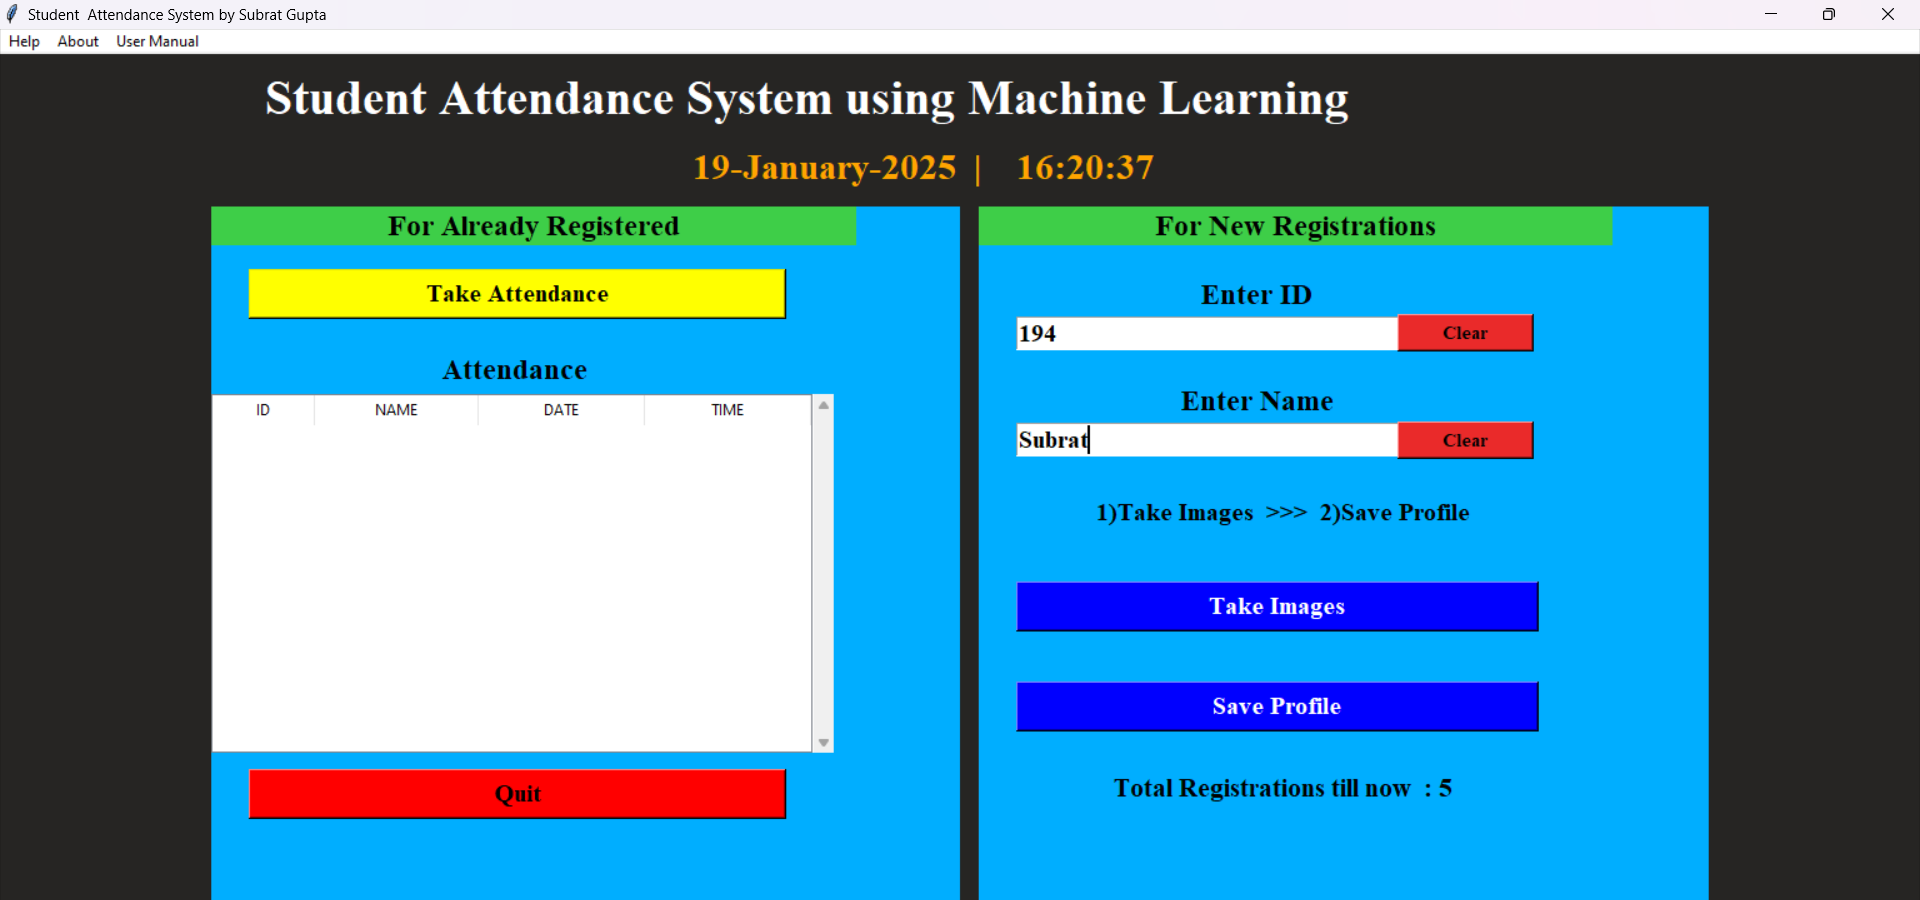 Student  Attendance System by Subrat Gupta
Help About User Manual
Student Attendance System using Machine Learning
19-January-2025 | 16:20:37
For Already Registered
Take Attendance
Attendance
ID NAME DATE TIME
Quit
For New Registrations
Enter ID
194 Clear
Enter Name
Subrat Clear
1)Take Images >>> 2)Save Profile
Take Images
Save Profile
Total Registrations till now : 5